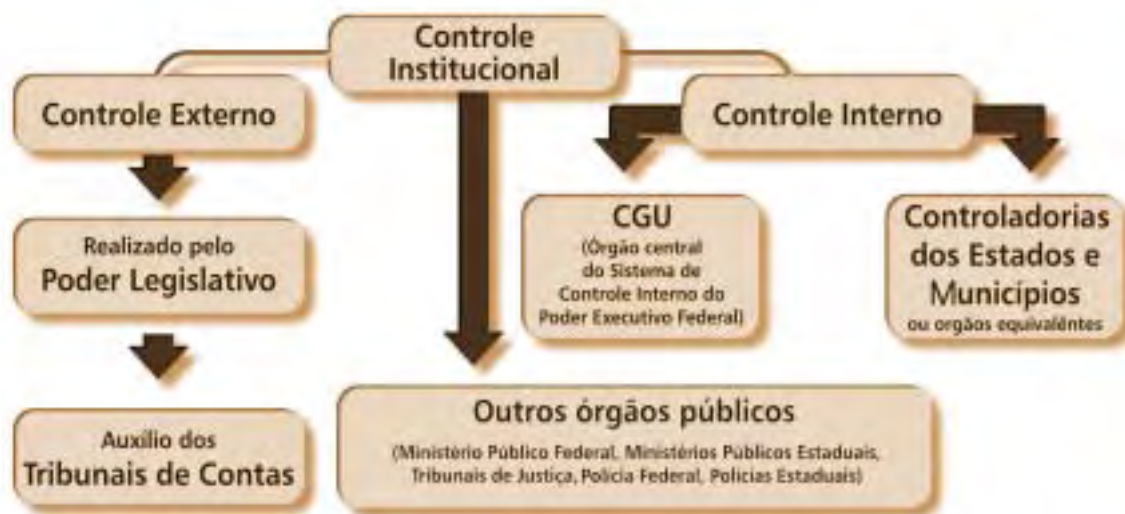 Controle
Institucional
Controle Externo
Controle Interno
Realizado pelo
Poder Legislativo
CGU
(Órgão central
do Sistema de
Controle Interno do
Poder Executivo Federal)
Controladorias
dos Estados e
Municípios
ou orgãos equivalêntes
Auxílio dos
Tribunais de Contas
Outros órgãos públicos
(Ministério Público Federal, Ministérios Públicos Estaduais,
Tribunais de Justiça, Policia Federal, Policias Estaduais)